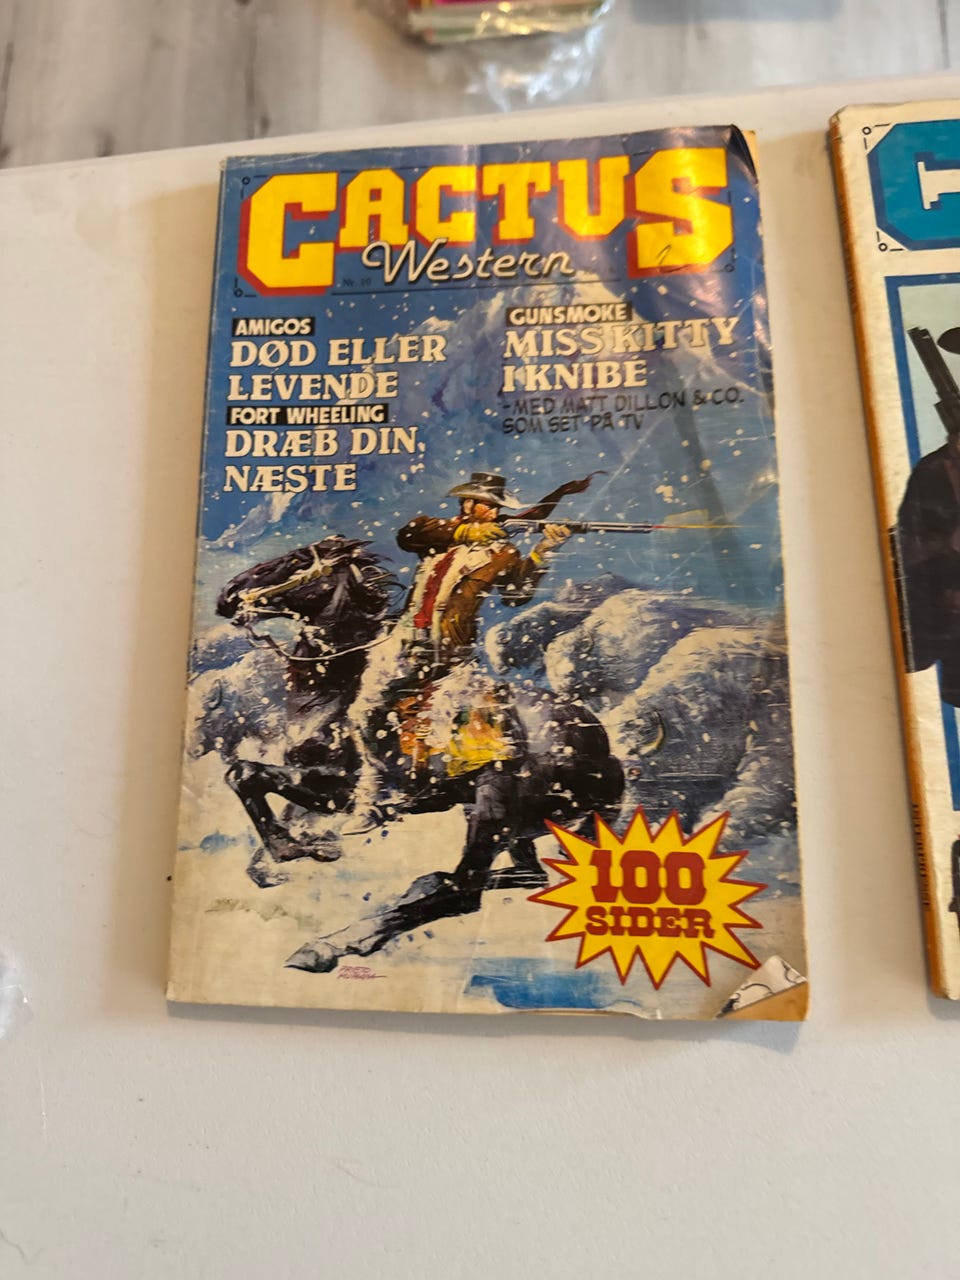 CACTUS
Western
AMIGOS
DØD ELLER
LEVENDE
FORT WHEELING
DRÆB DIN
NÆSTE
GUNSMOKE
MISS KITTY
I KNIBE
-MED MATT DILLON & CO.
SOM SET PÅ TV
100
SIDER
PRIETO